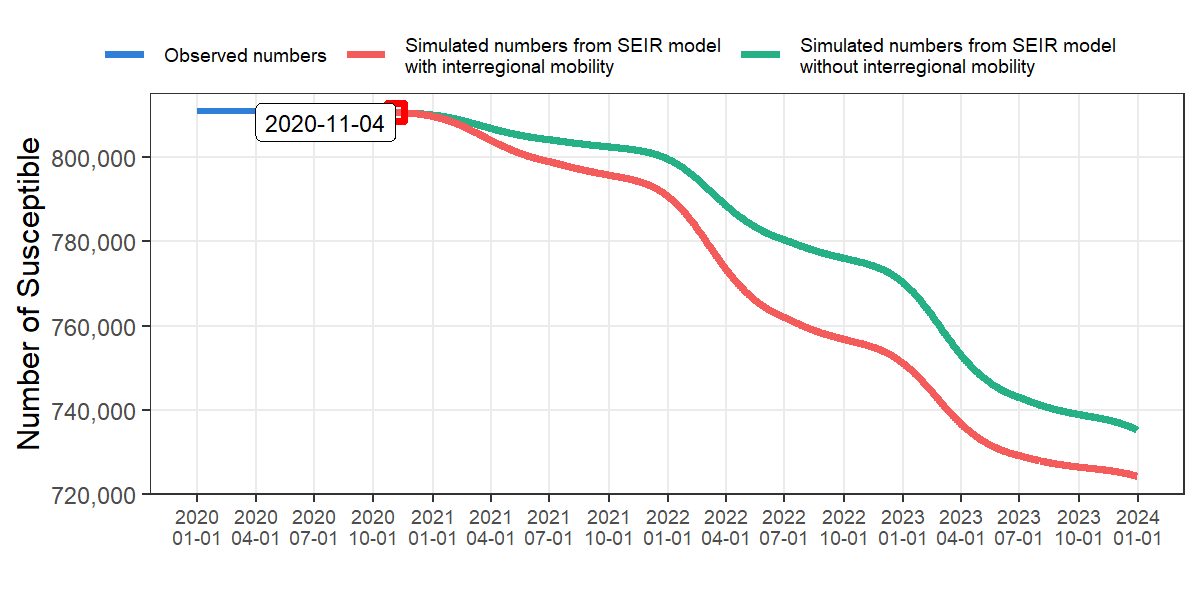 Observed numbers
Simulated numbers from SEIR model
with interregional mobility
Simulated numbers from SEIR model
without interregional mobility
Number of Susceptible
2020-11-04
800,000
780,000
760,000
740,000
720,000
2020 2020 2020 2020 2021 2021 2021 2021 2022 2022 2022 2022 2023 2023 2023 2023 2024
01-01 04-01 07-01 10-01 01-01 04-01 07-01 10-01 01-01 04-01 07-01 10-01 01-01 04-01 07-01 10-01 01-01